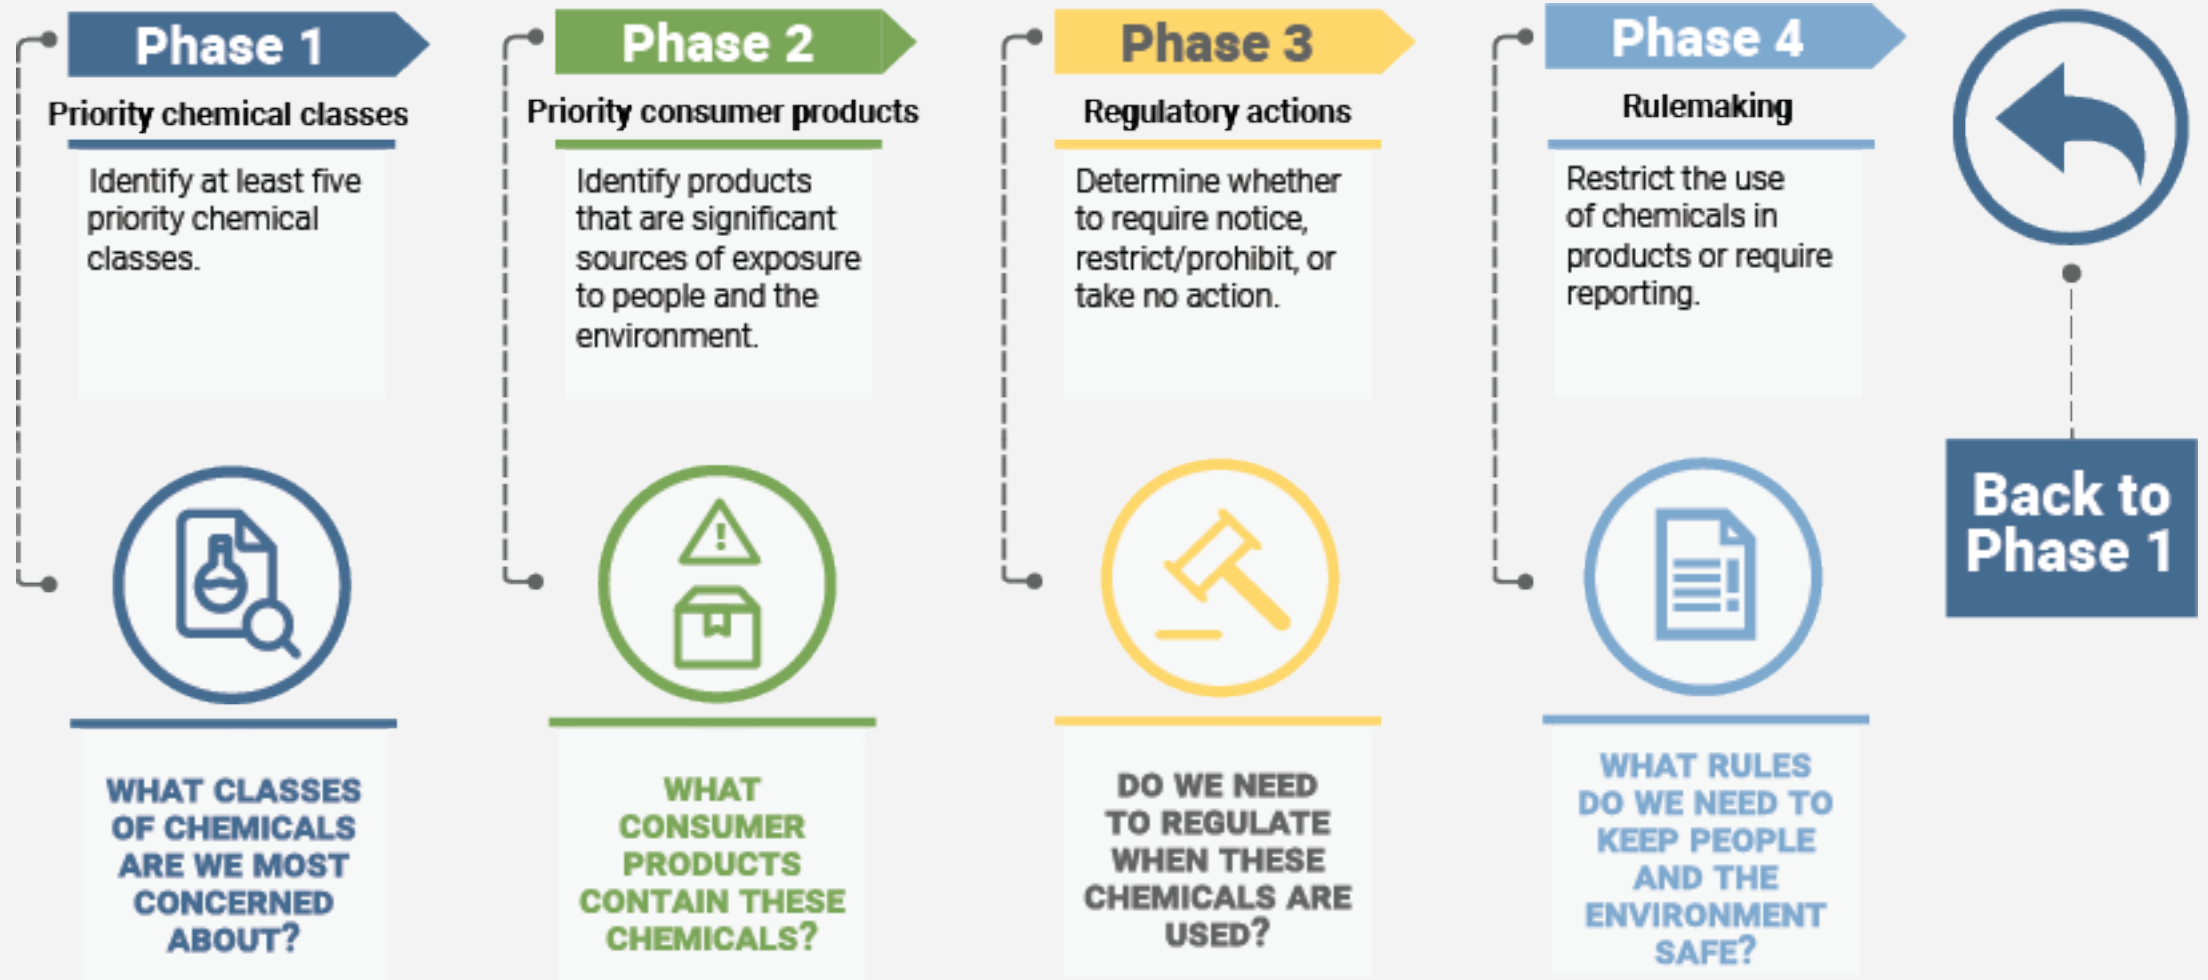 Phase 1
Priority chemical classes
Identify at least five
priority chemical
classes.
WHAT CLASSES
OF CHEMICALS
ARE WE MOST
CONCERNED
ABOUT?
Phase 2
Priority consumer products
Identify products
that are significant
sources of exposure
to people and the
environment.
WHAT
CONSUMER
PRODUCTS
CONTAIN THESE
CHEMICALS?
Phase 3
Regulatory actions
Determine whether
to require notice,
restrict/prohibit, or
take no action.
DO WE NEED
TO REGULATE
WHEN THESE
CHEMICALS ARE
USED?
Phase 4
Rulemaking
Restrict the use
of chemicals in
products or require
reporting.
WHAT RULES
DO WE NEED TO
KEEP PEOPLE
AND THE
ENVIRONMENT
SAFE?
Back to
Phase 1